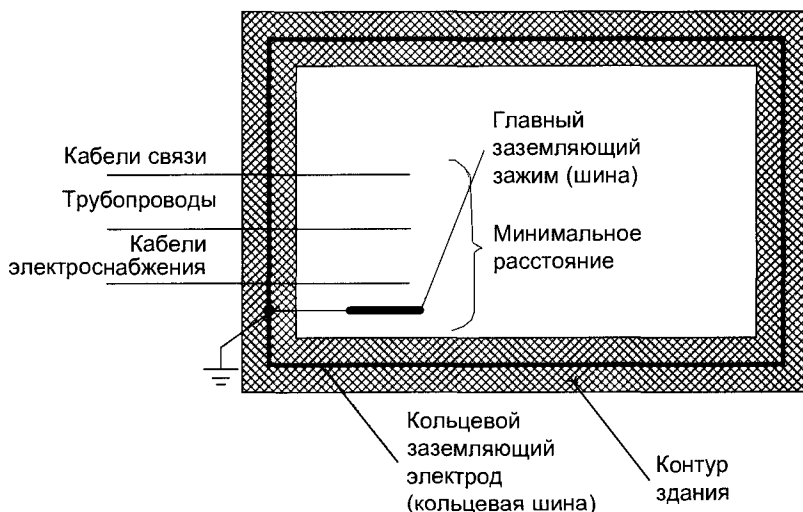 Главный
заземляющий
зажим (шина)
Кабели связи
Трубопроводы
Кабели
электроснабжения
Минимальное
расстояние
Кольцевой
заземляющий
электрод
(кольцевая шина)
Контур
здания